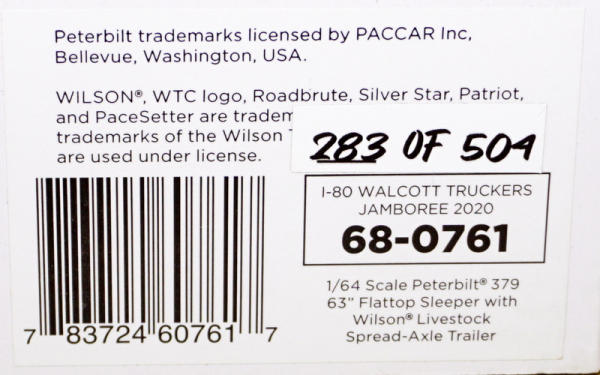 Peterbilt trademarks licensed by PACCAR Inc,
Bellevue, Washington, USA.
WILSON®, WTC logo, Roadbrute, Silver Star, Patriot,
and PaceSetter are
trademarks of the Wilson
are used under license.
283 OF 504
I-80 WALCOTT TRUCKERS
JAMBOREE 2020
68-0761
1/64 Scale Peterbilt® 379
63” Flattop Sleeper with
Wilson® Livestock
Spread-Axle Trailer
7 83724 60761 7